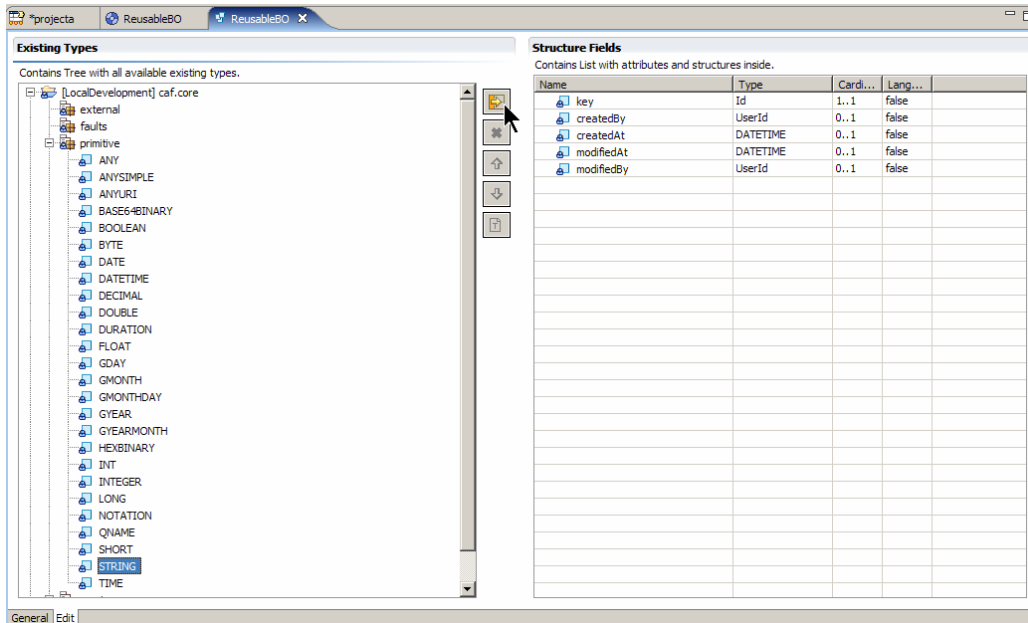 *projecta ReusableBO ReusableBO X
Existing Types
Contains Tree with all available existing types.
[LocalDevelopment] caf.core
external
faults
primitive
ANY
ANYSIMPLE
ANYURI
BASE64BINARY
BOOLEAN
BYTE
DATE
DATETIME
DECIMAL
DOUBLE
DURATION
FLOAT
GDAY
GMONTH
GMONTHDAY
GYEAR
GYEARMONTH
HEXBINARY
INT
INTEGER
LONG
NOTATION
QNAME
SHORT
STRING
TIME
Structure Fields
Contains List with attributes and structures inside.
Name Type Cardi... Lang...
key Id 1..1 false
createdBy UserId 0..1 false
createdAt DATETIME 0..1 false
modifiedAt DATETIME 0..1 false
modifiedBy UserId 0..1 false
General Edit